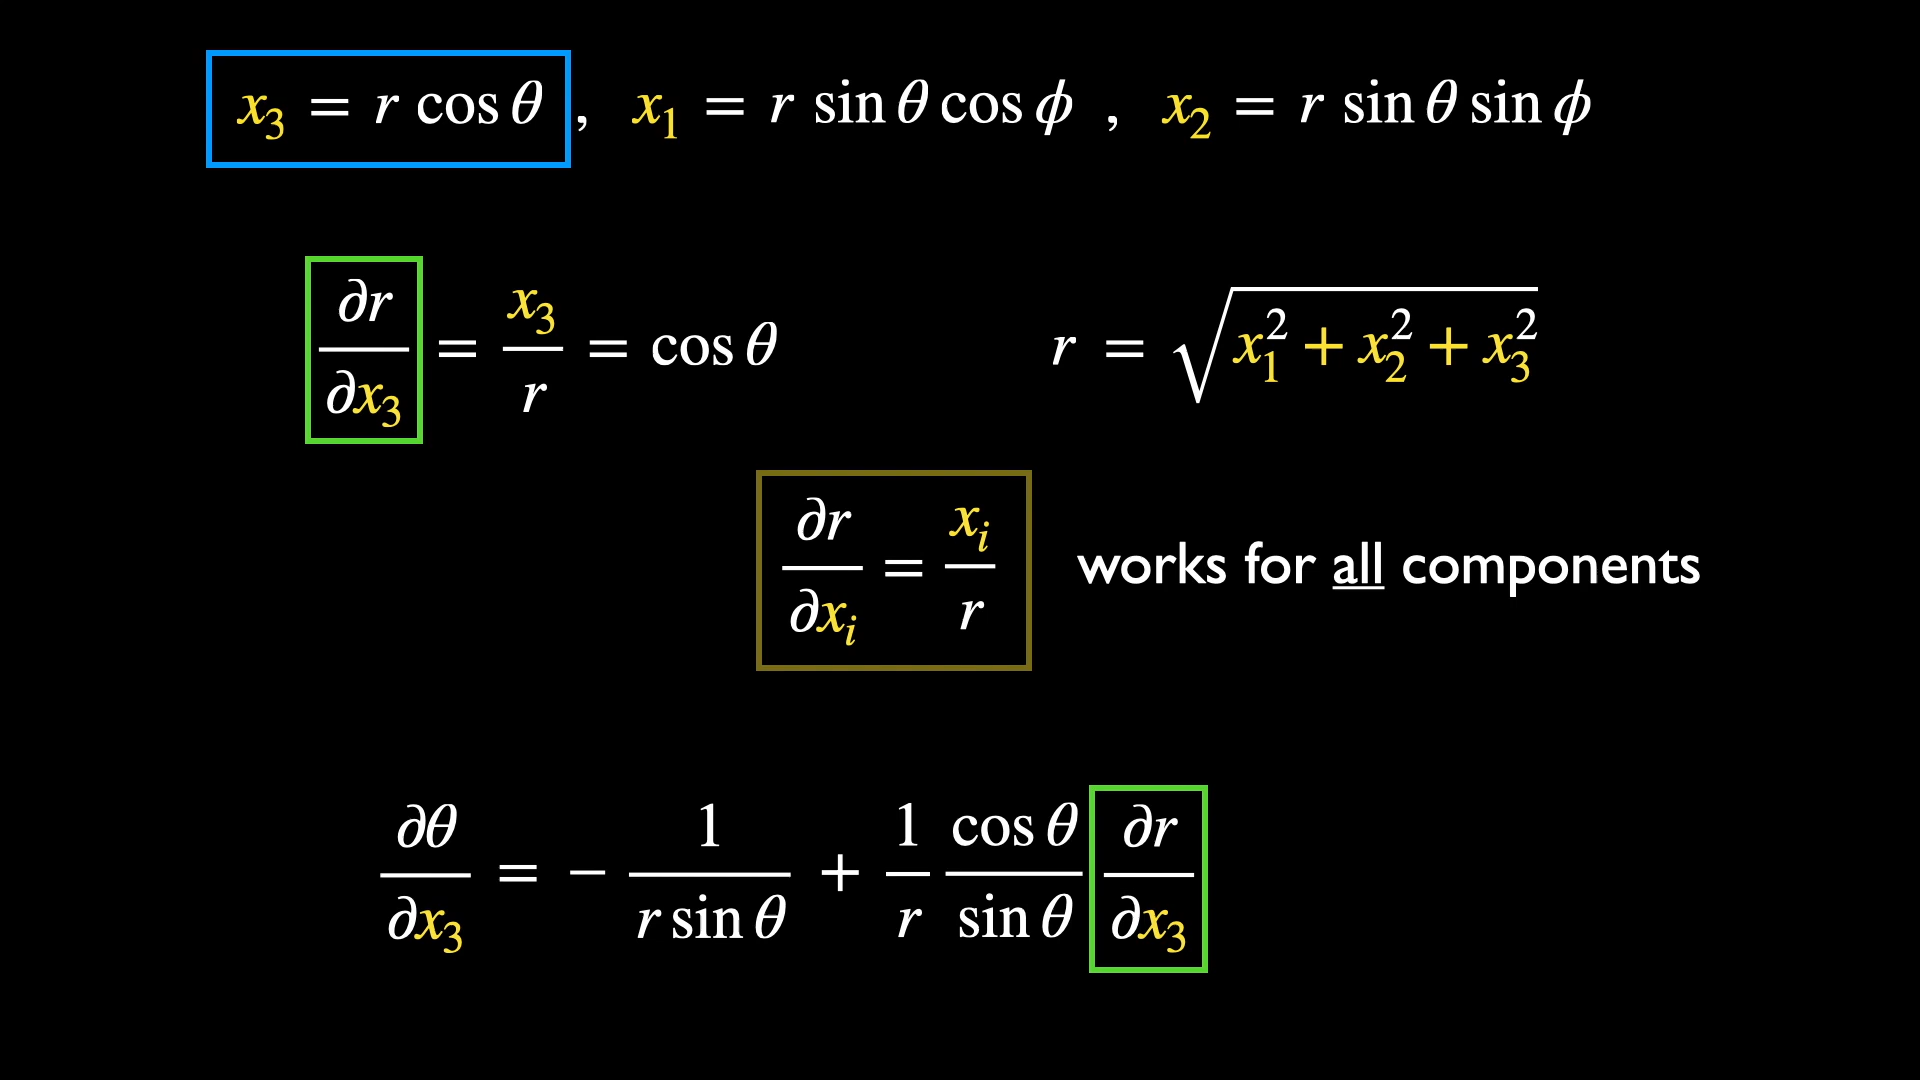 x₃ = r cos θ , x₁ = r sin θ cos ϕ , x₂ = r sin θ sin ϕ
∂r/∂x₃ = x₃/r = cos θ
r = √(x₁² + x₂² + x₃²)
∂r/∂xᵢ = xᵢ/r works for all components
∂θ/∂x₃ = − 1/(r sin θ) + 1/r cos θ/sin θ ∂r/∂x₃